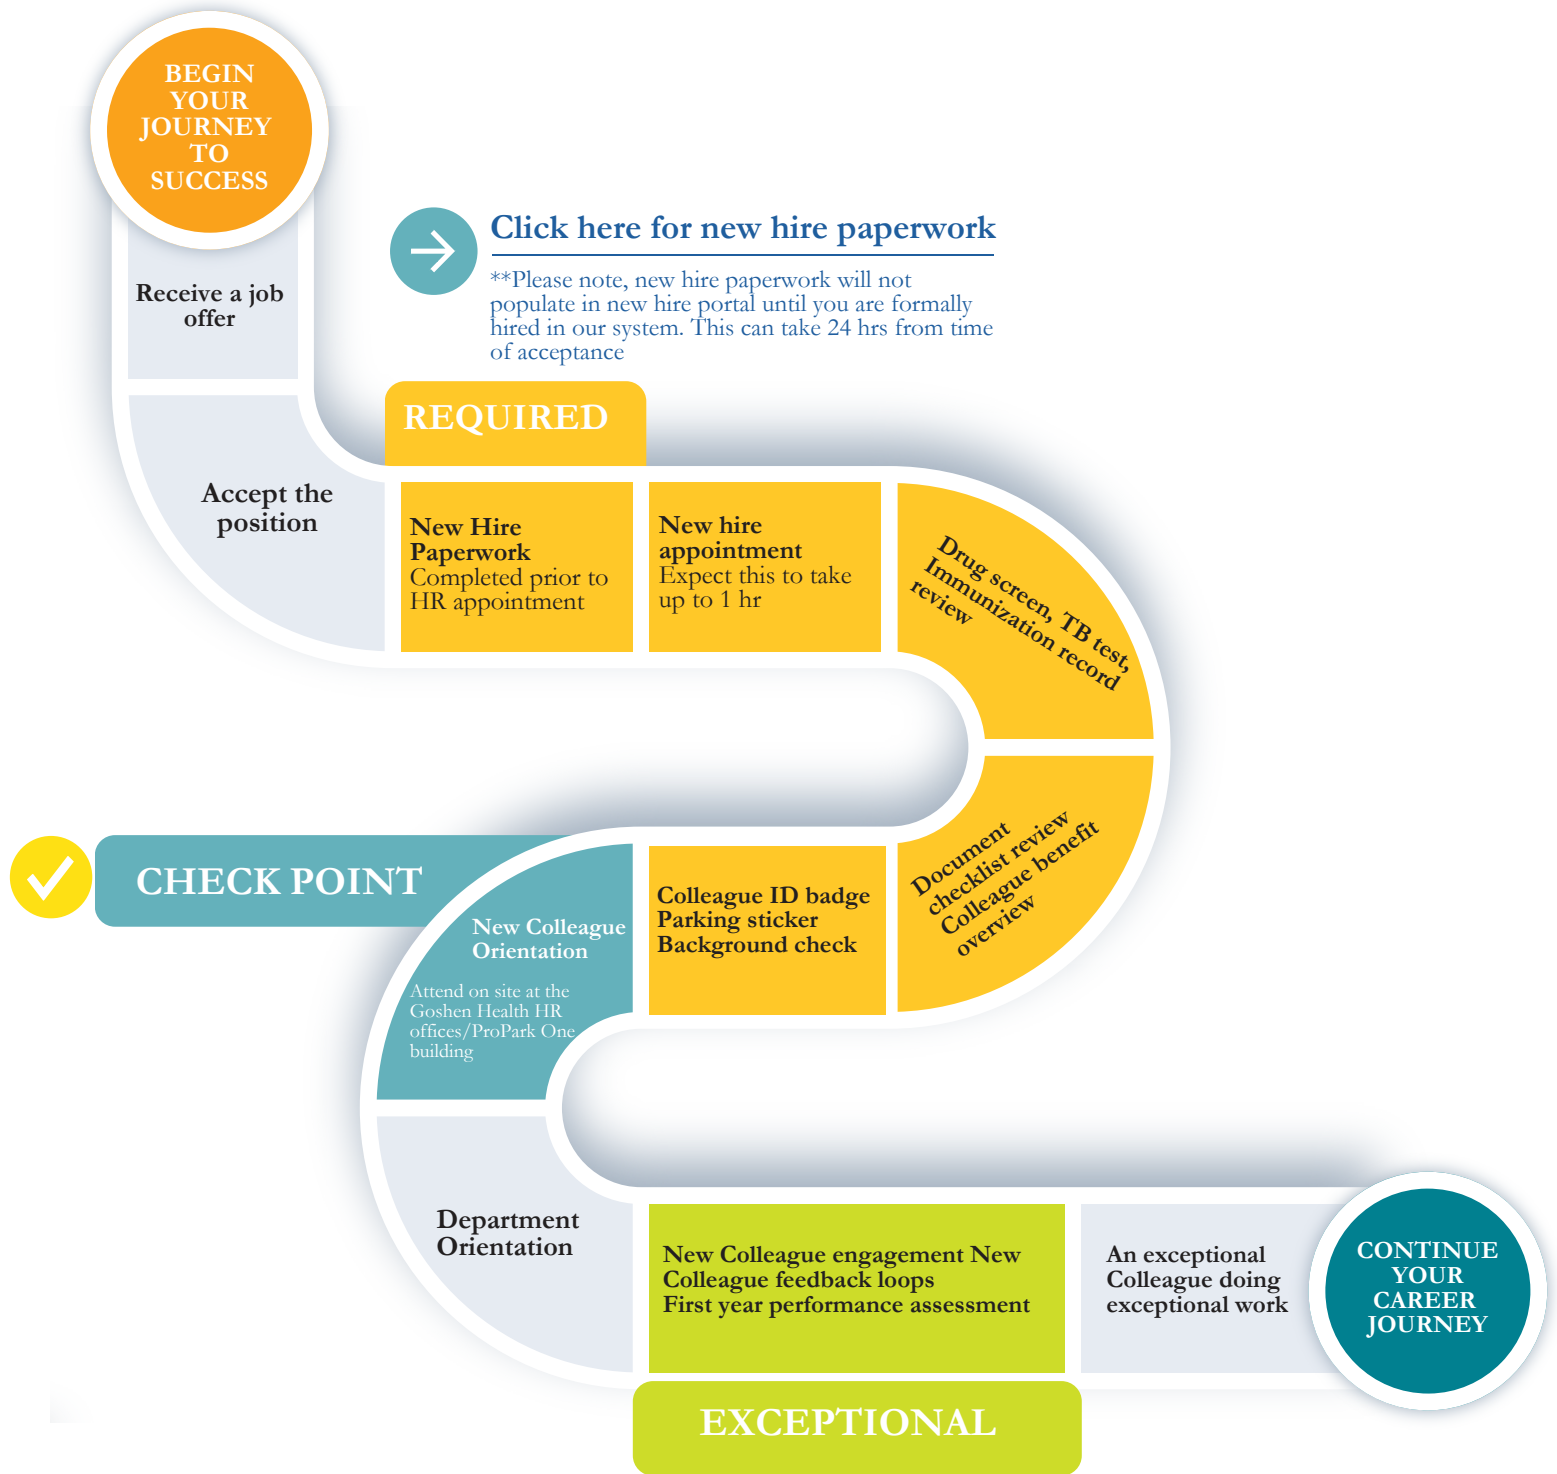 BEGIN
YOUR
JOURNEY
TO
SUCCESS
Receive a job
offer
Click here for new hire paperwork
**Please note, new hire paperwork will not
populate in new hire portal until you are formally
hired in our system. This can take 24 hrs from time
of acceptance
REQUIRED
Accept the
position
New Hire
Paperwork
Completed prior to
HR appointment
New hire
appointment
Expect this to take
up to 1 hr
Drug screen, TB test,
Immunization record
review
Document
checklist review
Colleague benefit
overview
Colleague ID badge
Parking sticker
Background check
CHECK POINT
New Colleague
Orientation
Attend on site at the
Goshen Health HR
offices/ProPark One
building
Department
Orientation
New Colleague engagement New
Colleague feedback loops
First year performance assessment
EXCEPTIONAL
An exceptional
Colleague doing
exceptional work
CONTINUE
YOUR
CAREER
JOURNEY